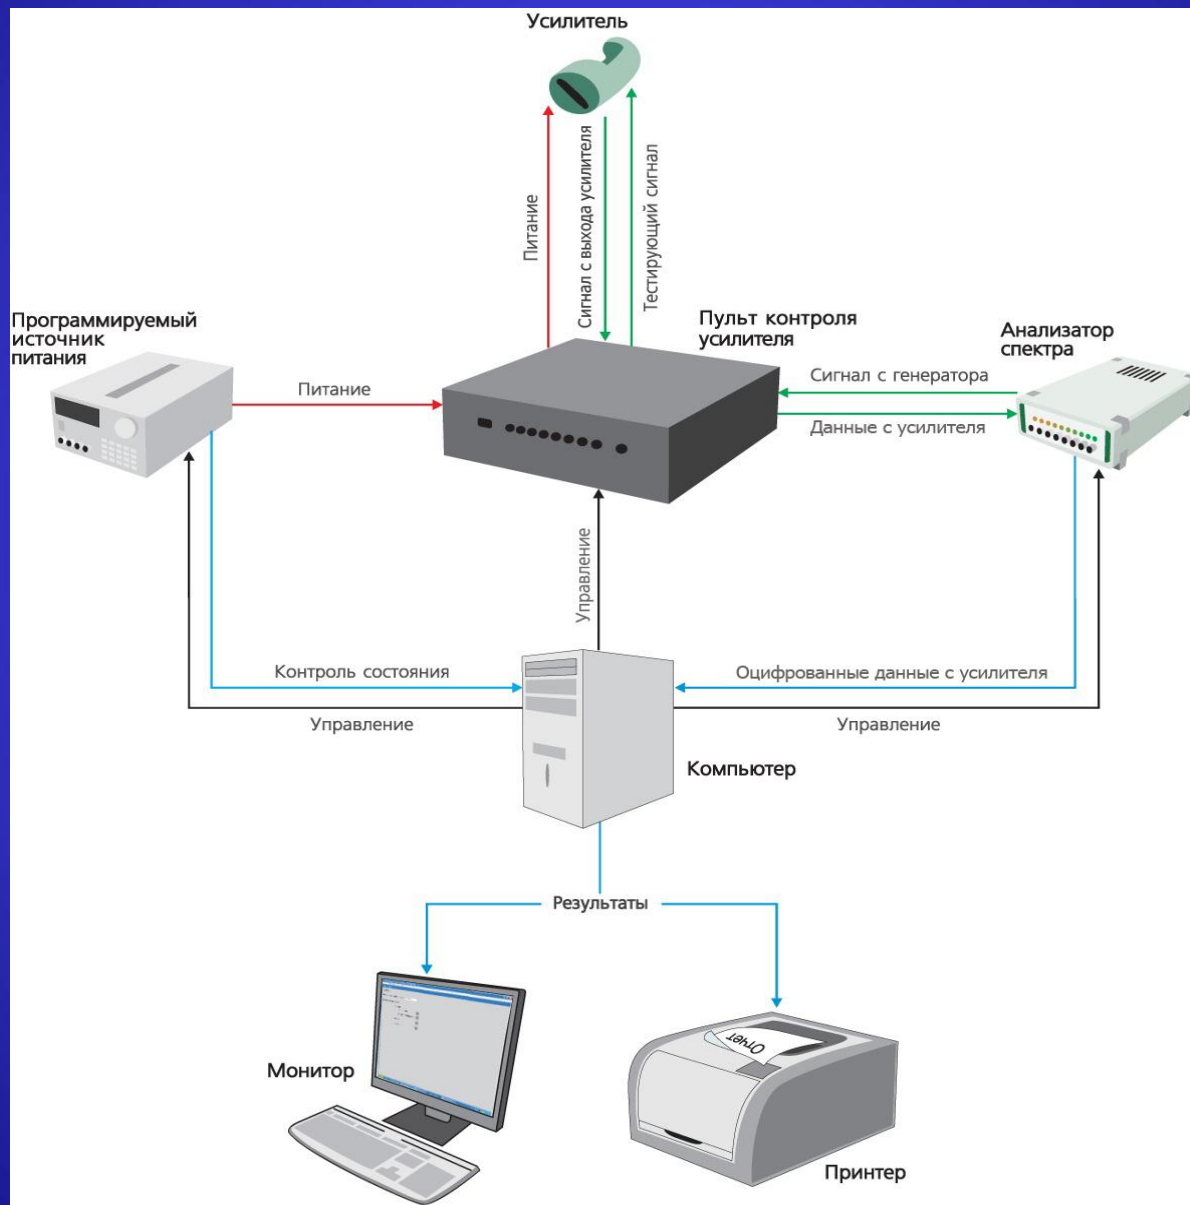 Усилитель
Питание
Сигнал с выхода усилителя
Тестирующий сигнал
Программируемый
источник
питания
Питание
Пульт контроля
усилителя
Анализатор
спектра
Сигнал с генератора
Данные с усилителя
Управление
Контроль состояния
Оцифрованные данные с усилителя
Управление
Управление
Компьютер
Результаты
Отчет
Монитор
Принтер